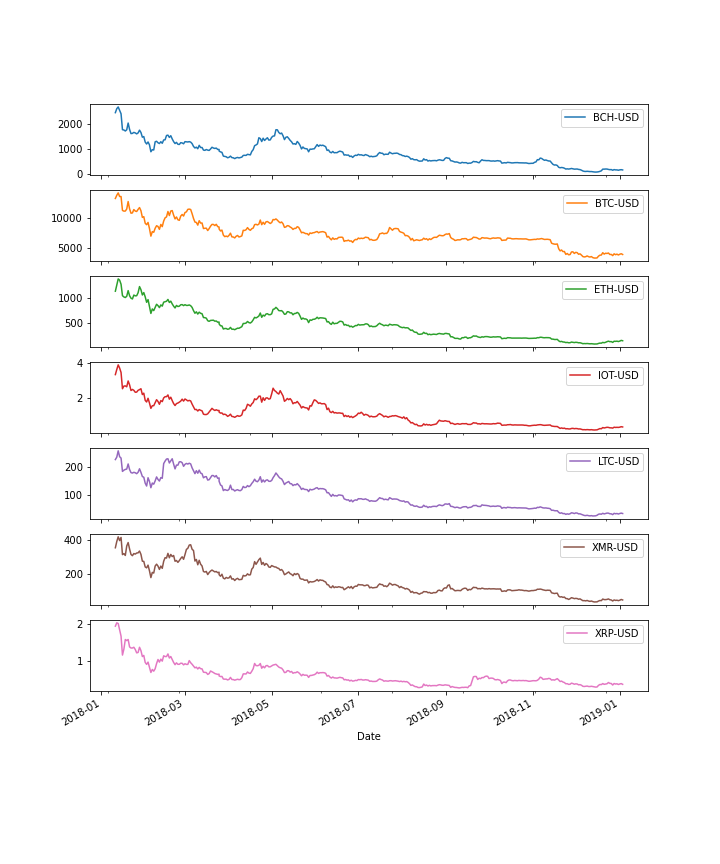 2000
1000
0
BCH-USD
10000
5000
BTC-USD
1000
500
ETH-USD
4
2
IOT-USD
200
100
LTC-USD
400
200
XMR-USD
2
1
XRP-USD
2018-01
2018-03
2018-05
2018-07
2018-09
2018-11
2019-01
Date